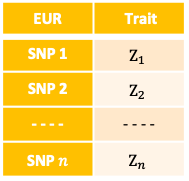 EUR Trait
SNP 1 Z₁
SNP 2 Z₂
- - - - - - - -
SNP n Zₙ